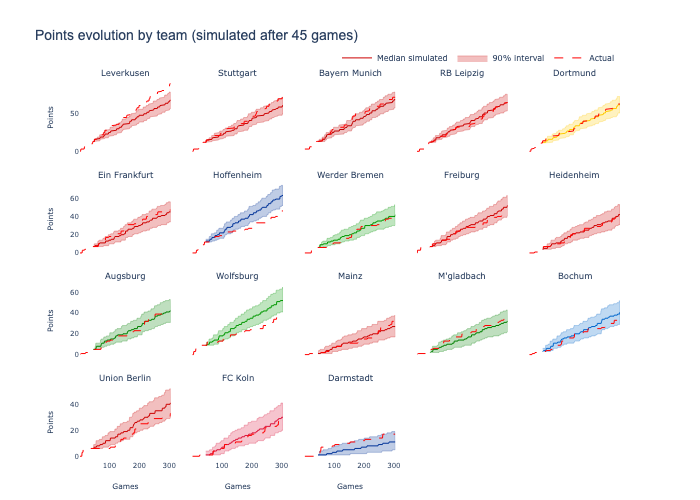 Points evolution by team (simulated after 45 games)
Median simulated 90% interval Actual
Leverkusen Stuttgart Bayern Munich RB Leipzig Dortmund
Points
50
0
Ein Frankfurt Hoffenheim Werder Bremen Freiburg Heidenheim
Points
60
40
20
0
Augsburg Wolfsburg Mainz M'gladbach Bochum
Points
60
40
20
0
Union Berlin FC Koln Darmstadt
Points
40
20
0
100 200 300 100 200 300 100 200 300
Games Games Games